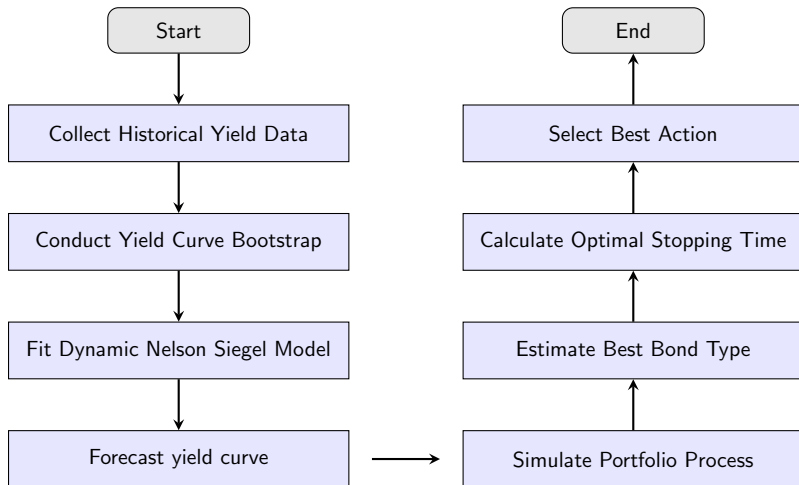 Start
Collect Historical Yield Data
Conduct Yield Curve Bootstrap
Fit Dynamic Nelson Siegel Model
Forecast yield curve
Simulate Portfolio Process
Estimate Best Bond Type
Calculate Optimal Stopping Time
Select Best Action
End